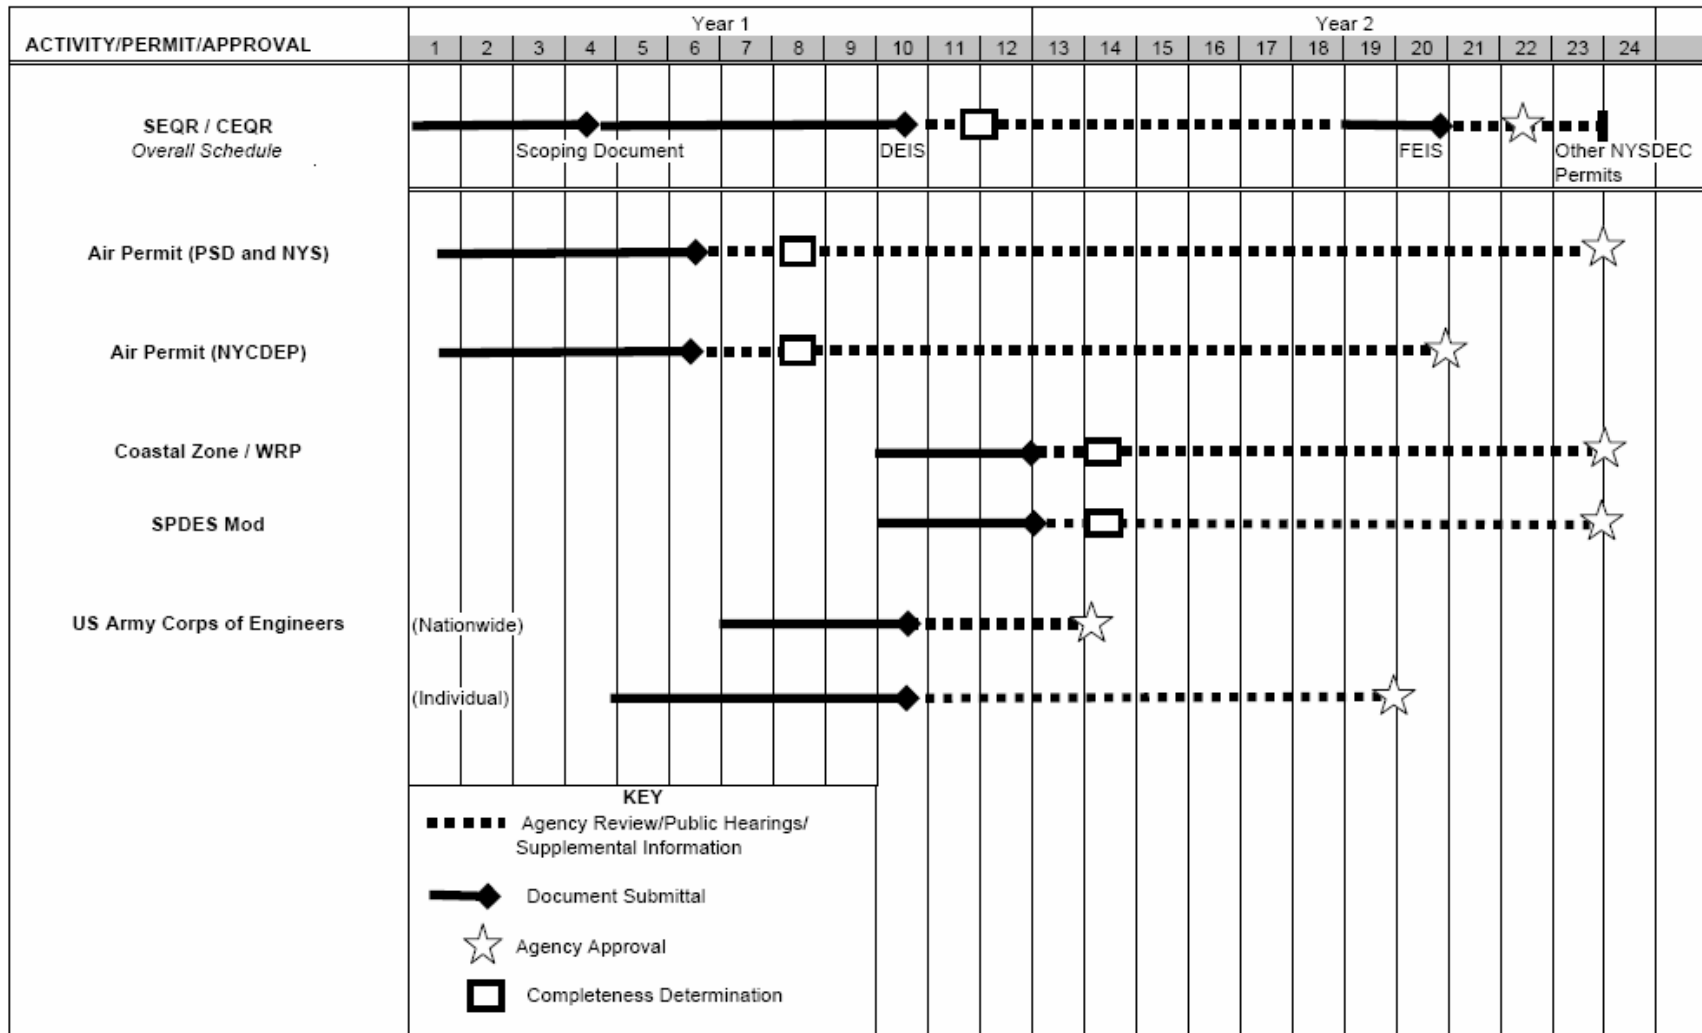 Year 1
Year 2
ACTIVITY/PERMIT/APPROVAL
1 2 3 4 5 6 7 8 9 10 11 12 13 14 15 16 17 18 19 20 21 22 23 24
SEQR / CEQR
Overall Schedule
Scoping Document
DEIS
FEIS
Other NYSDEC
Permits
Air Permit (PSD and NYS)
Air Permit (NYCDEP)
Coastal Zone / WRP
SPDES Mod
US Army Corps of Engineers
(Nationwide)
(Individual)
KEY
Agency Review/Public Hearings/
Supplemental Information
Document Submittal
Agency Approval
Completeness Determination